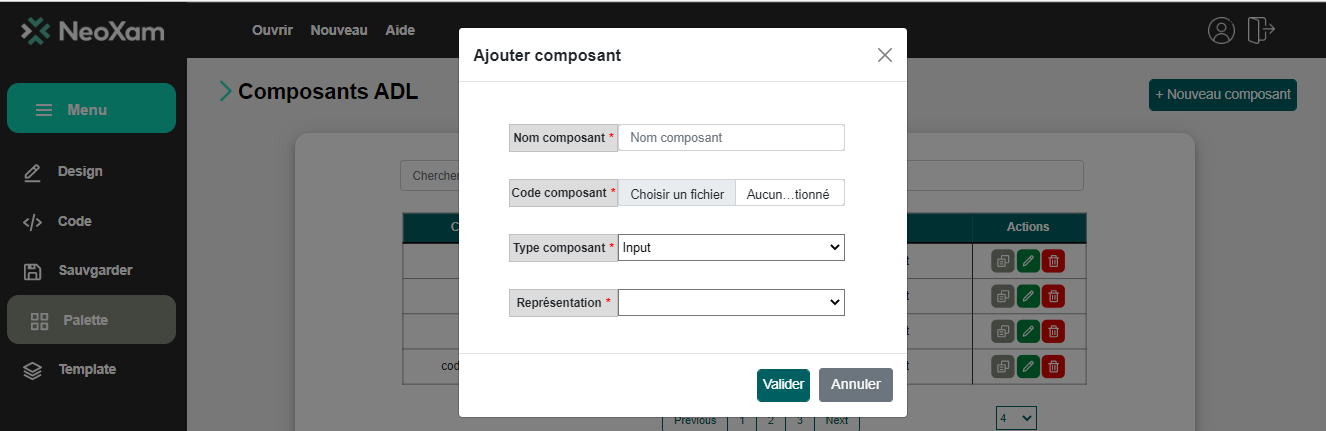 NeoXam
Ouvrir Nouveau Aide
Ajouter composant
Menu
Composants ADL
+ Nouveau composant
Nom composant * Nom composant
Design
Chercher
Code composant * Choisir un fichier Aucun…tionné
Code
C Actions
Type composant * Input
Sauvgarder
Représentation *
Palette
Template
cod
Valider Annuler
Previous 1 2 3 Next
4